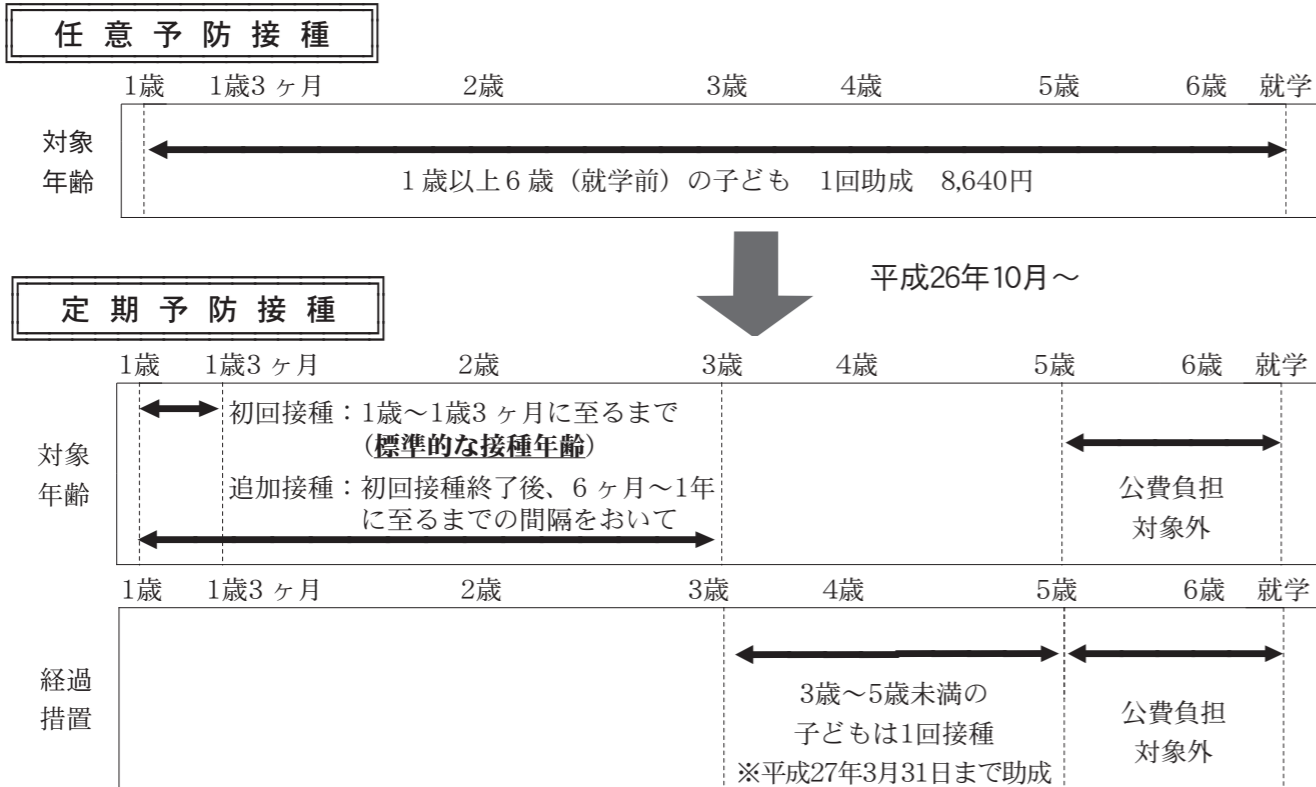 任意予防接種
1歳 1歳3ヶ月 2歳 3歳 4歳 5歳 6歳 就学
対象
年齢
1歳以上6歳（就学前）の子ども 1回助成 8,640円
平成26年10月～
定期予防接種
1歳 1歳3ヶ月 2歳 3歳 4歳 5歳 6歳 就学
対象
年齢
初回接種：1歳～1歳3ヶ月に至るまで
（標準的な接種年齢）
追加接種：初回接種終了後、6ヶ月～1年
に至るまでの間隔をおいて
公費負担
対象外
1歳 1歳3ヶ月 2歳 3歳 4歳 5歳 6歳 就学
経過
措置
3歳～5歳未満の
子どもは1回接種
※平成27年3月31日まで助成
公費負担
対象外